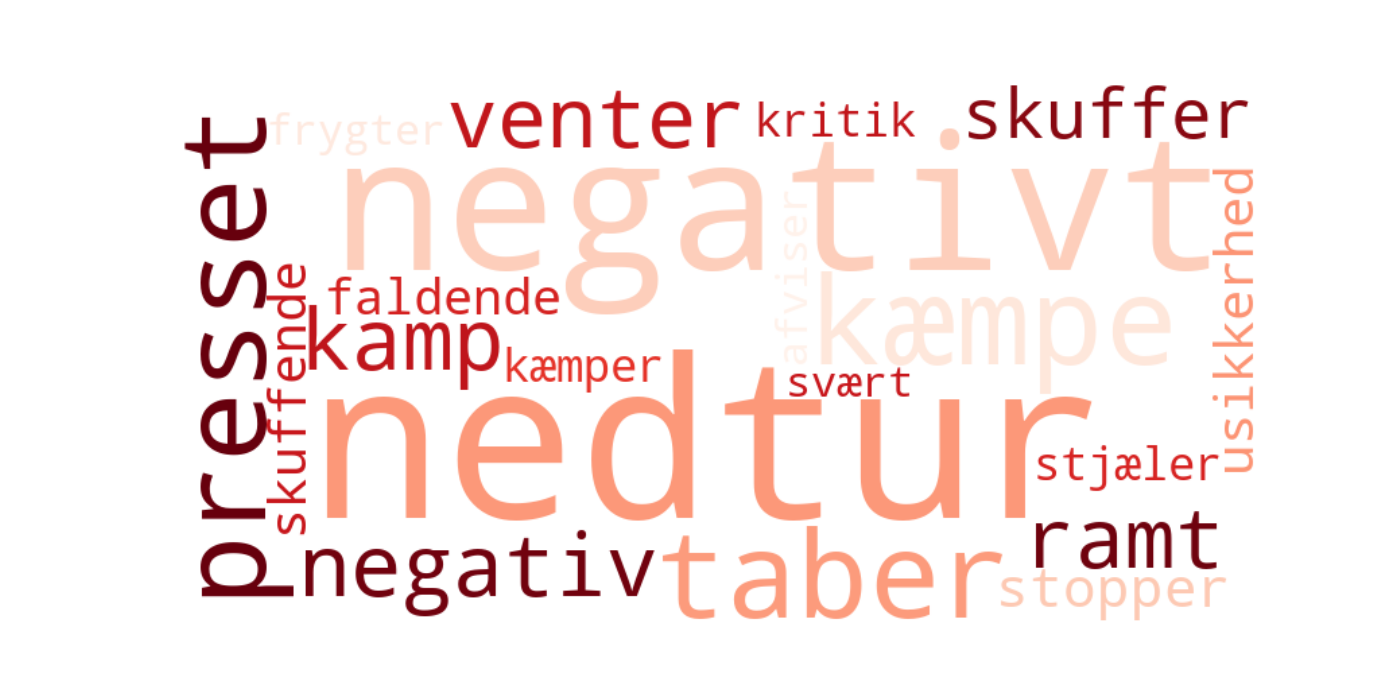 presset
frygter
venter
kritik
skuffer
negativt
usikkerhed
afviser
skuffende
faldende
kæmpe
kamp
kæmper
svært
nedtur
stjæler
ramt
negativ
taber
stopper